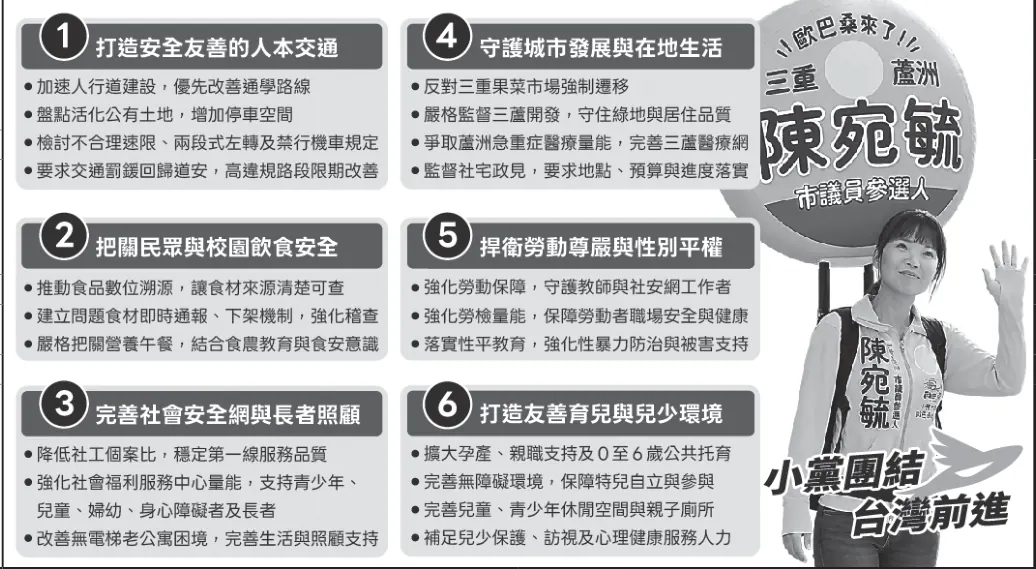 1 打造安全友善的人本交通
●加速人行道建設，優先改善通學路線
●盤點活化公有土地，增加停車空間
●檢討不合理速限、兩段式左轉及禁行機車規定
●要求交通罰鍰回歸道安，高違規路段限期改善
2 把關民眾與校園飲食安全
●推動食品數位溯源，讓食材來源清楚可查
●建立問題食材即時通報、下架機制，強化稽查
●嚴格把關營養午餐，結合食農教育與食安意識
3 完善社會安全網與長者照顧
●降低社工個案比，穩定第一線服務品質
●強化社會福利服務中心量能，支持青少年、
兒童、婦幼、身心障礙者及長者
●改善無電梯老公寓困境，完善生活與照顧支持
4 守護城市發展與在地生活
●反對三重果菜市場強制遷移
●嚴格監督三蘆開發，守住綠地與居住品質
●爭取蘆洲急重症醫療量能，完善三蘆醫療網
●監督社宅政見，要求地點、預算與進度落實
5 捍衛勞動尊嚴與性別平權
●強化勞動保障，守護教師與社安網工作者
●強化勞檢量能，保障勞動者職場安全與健康
●落實性平教育，強化性暴力防治與被害支持
6 打造友善育兒與兒少環境
●擴大孕產、親職支持及０至６歲公共托育
●完善無障礙環境，保障特兒自立與參與
●完善兒童、青少年休閒空間與親子廁所
●補足兒少保護、訪視及心理健康服務人力
歐巴桑來了!
三重 蘆洲
陳宛毓
市議員參選人
陳宛毓
市議員參選人
小黨團結
台灣前進